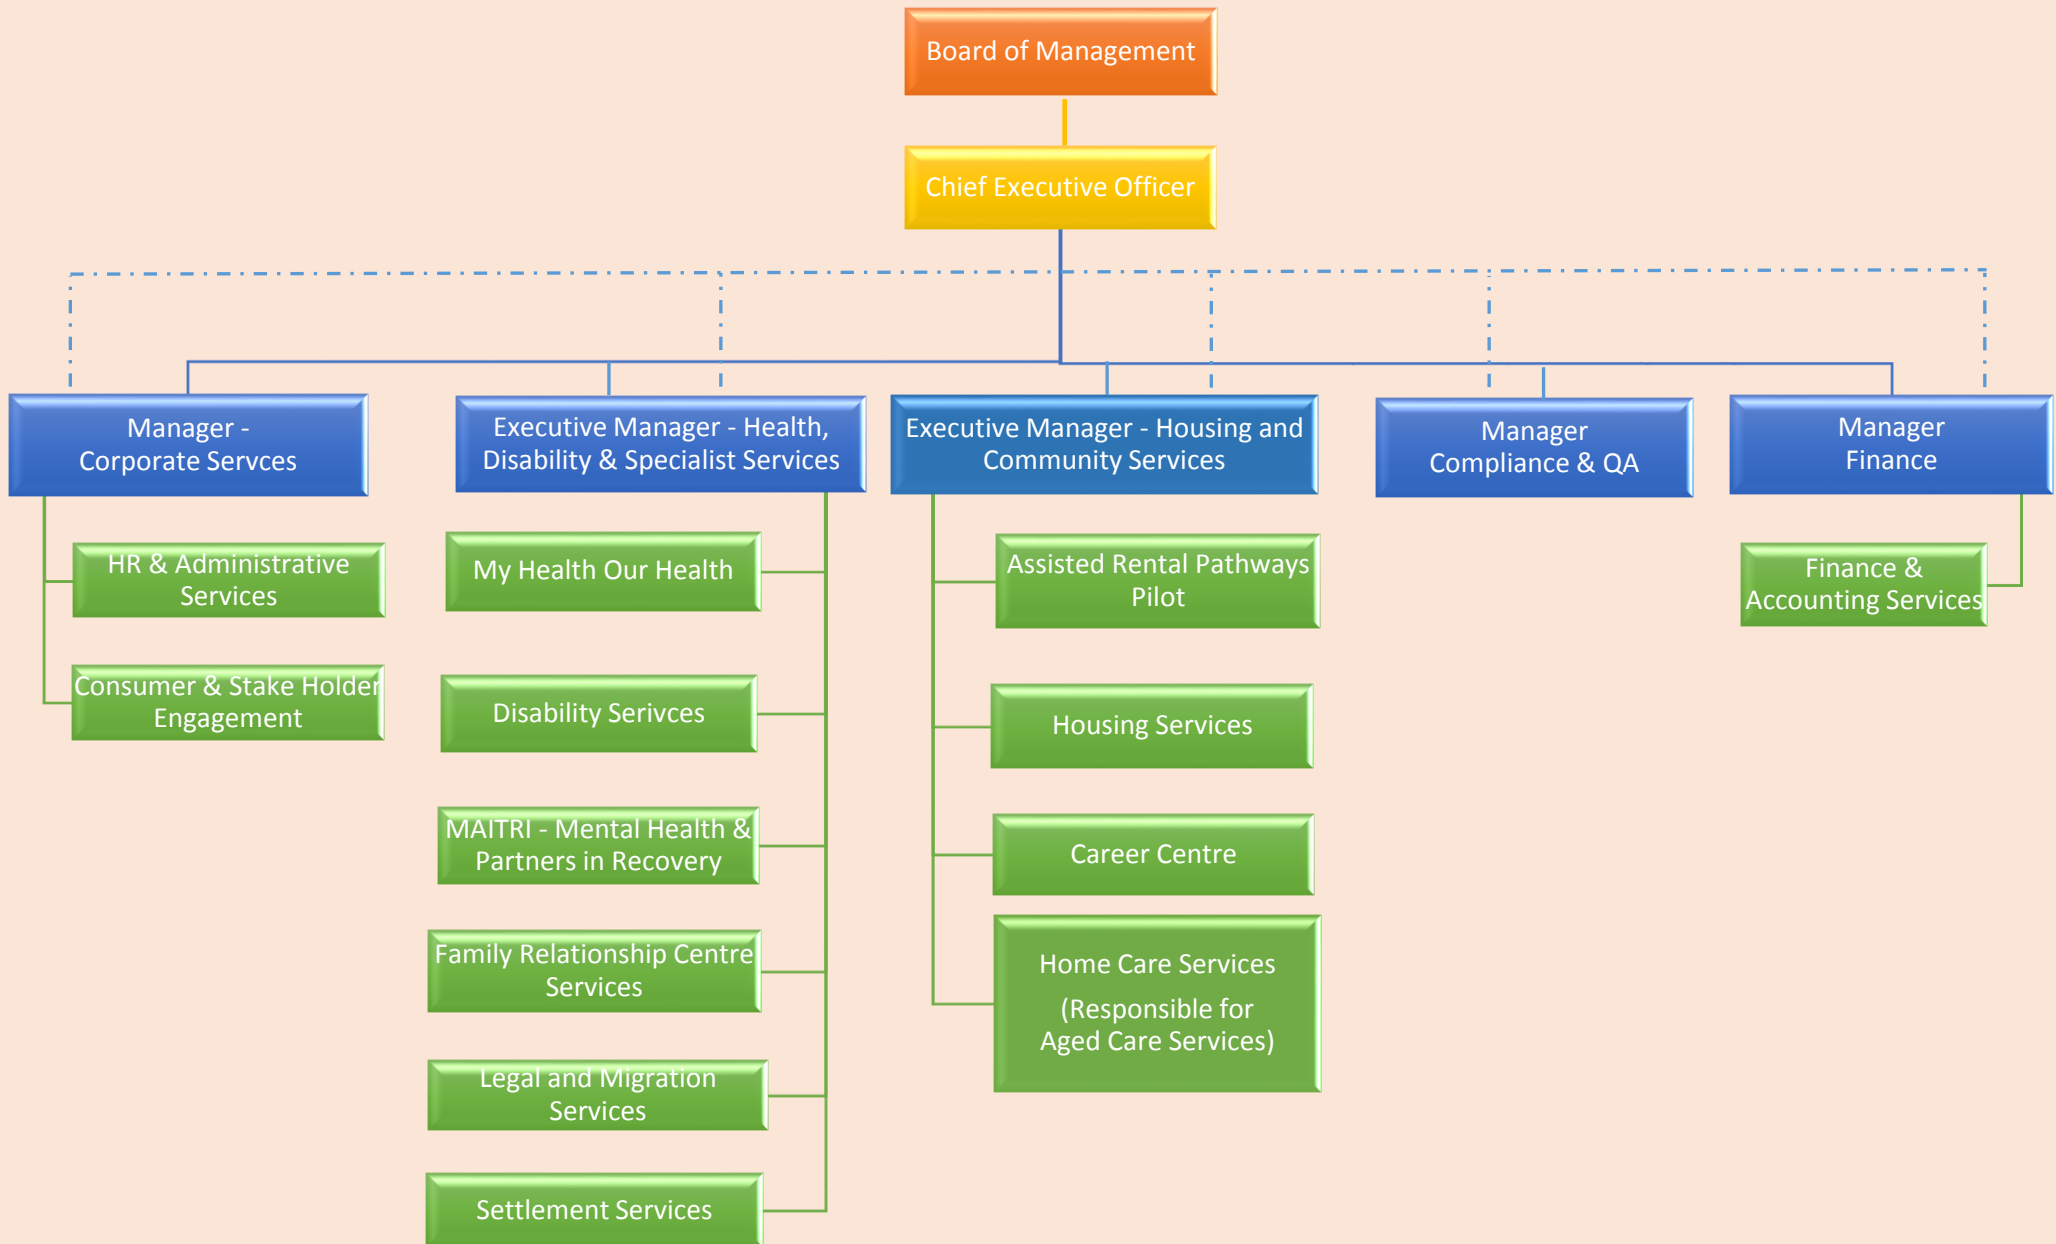 Board of Management
Chief Executive Officer
Manager -
Corporate Servces
Executive Manager - Health,
Disability & Specialist Services
Executive Manager - Housing and
Community Services
Manager
Compliance & QA
Manager
Finance
HR & Administrative
Services
Consumer & Stake Holder
Engagement
My Health Our Health
Disability Serivces
MAITRI - Mental Health &
Partners in Recovery
Family Relationship Centre
Services
Legal and Migration
Services
Settlement Services
Assisted Rental Pathways
Pilot
Housing Services
Career Centre
Home Care Services
(Responsible for
Aged Care Services)
Finance &
Accounting Services